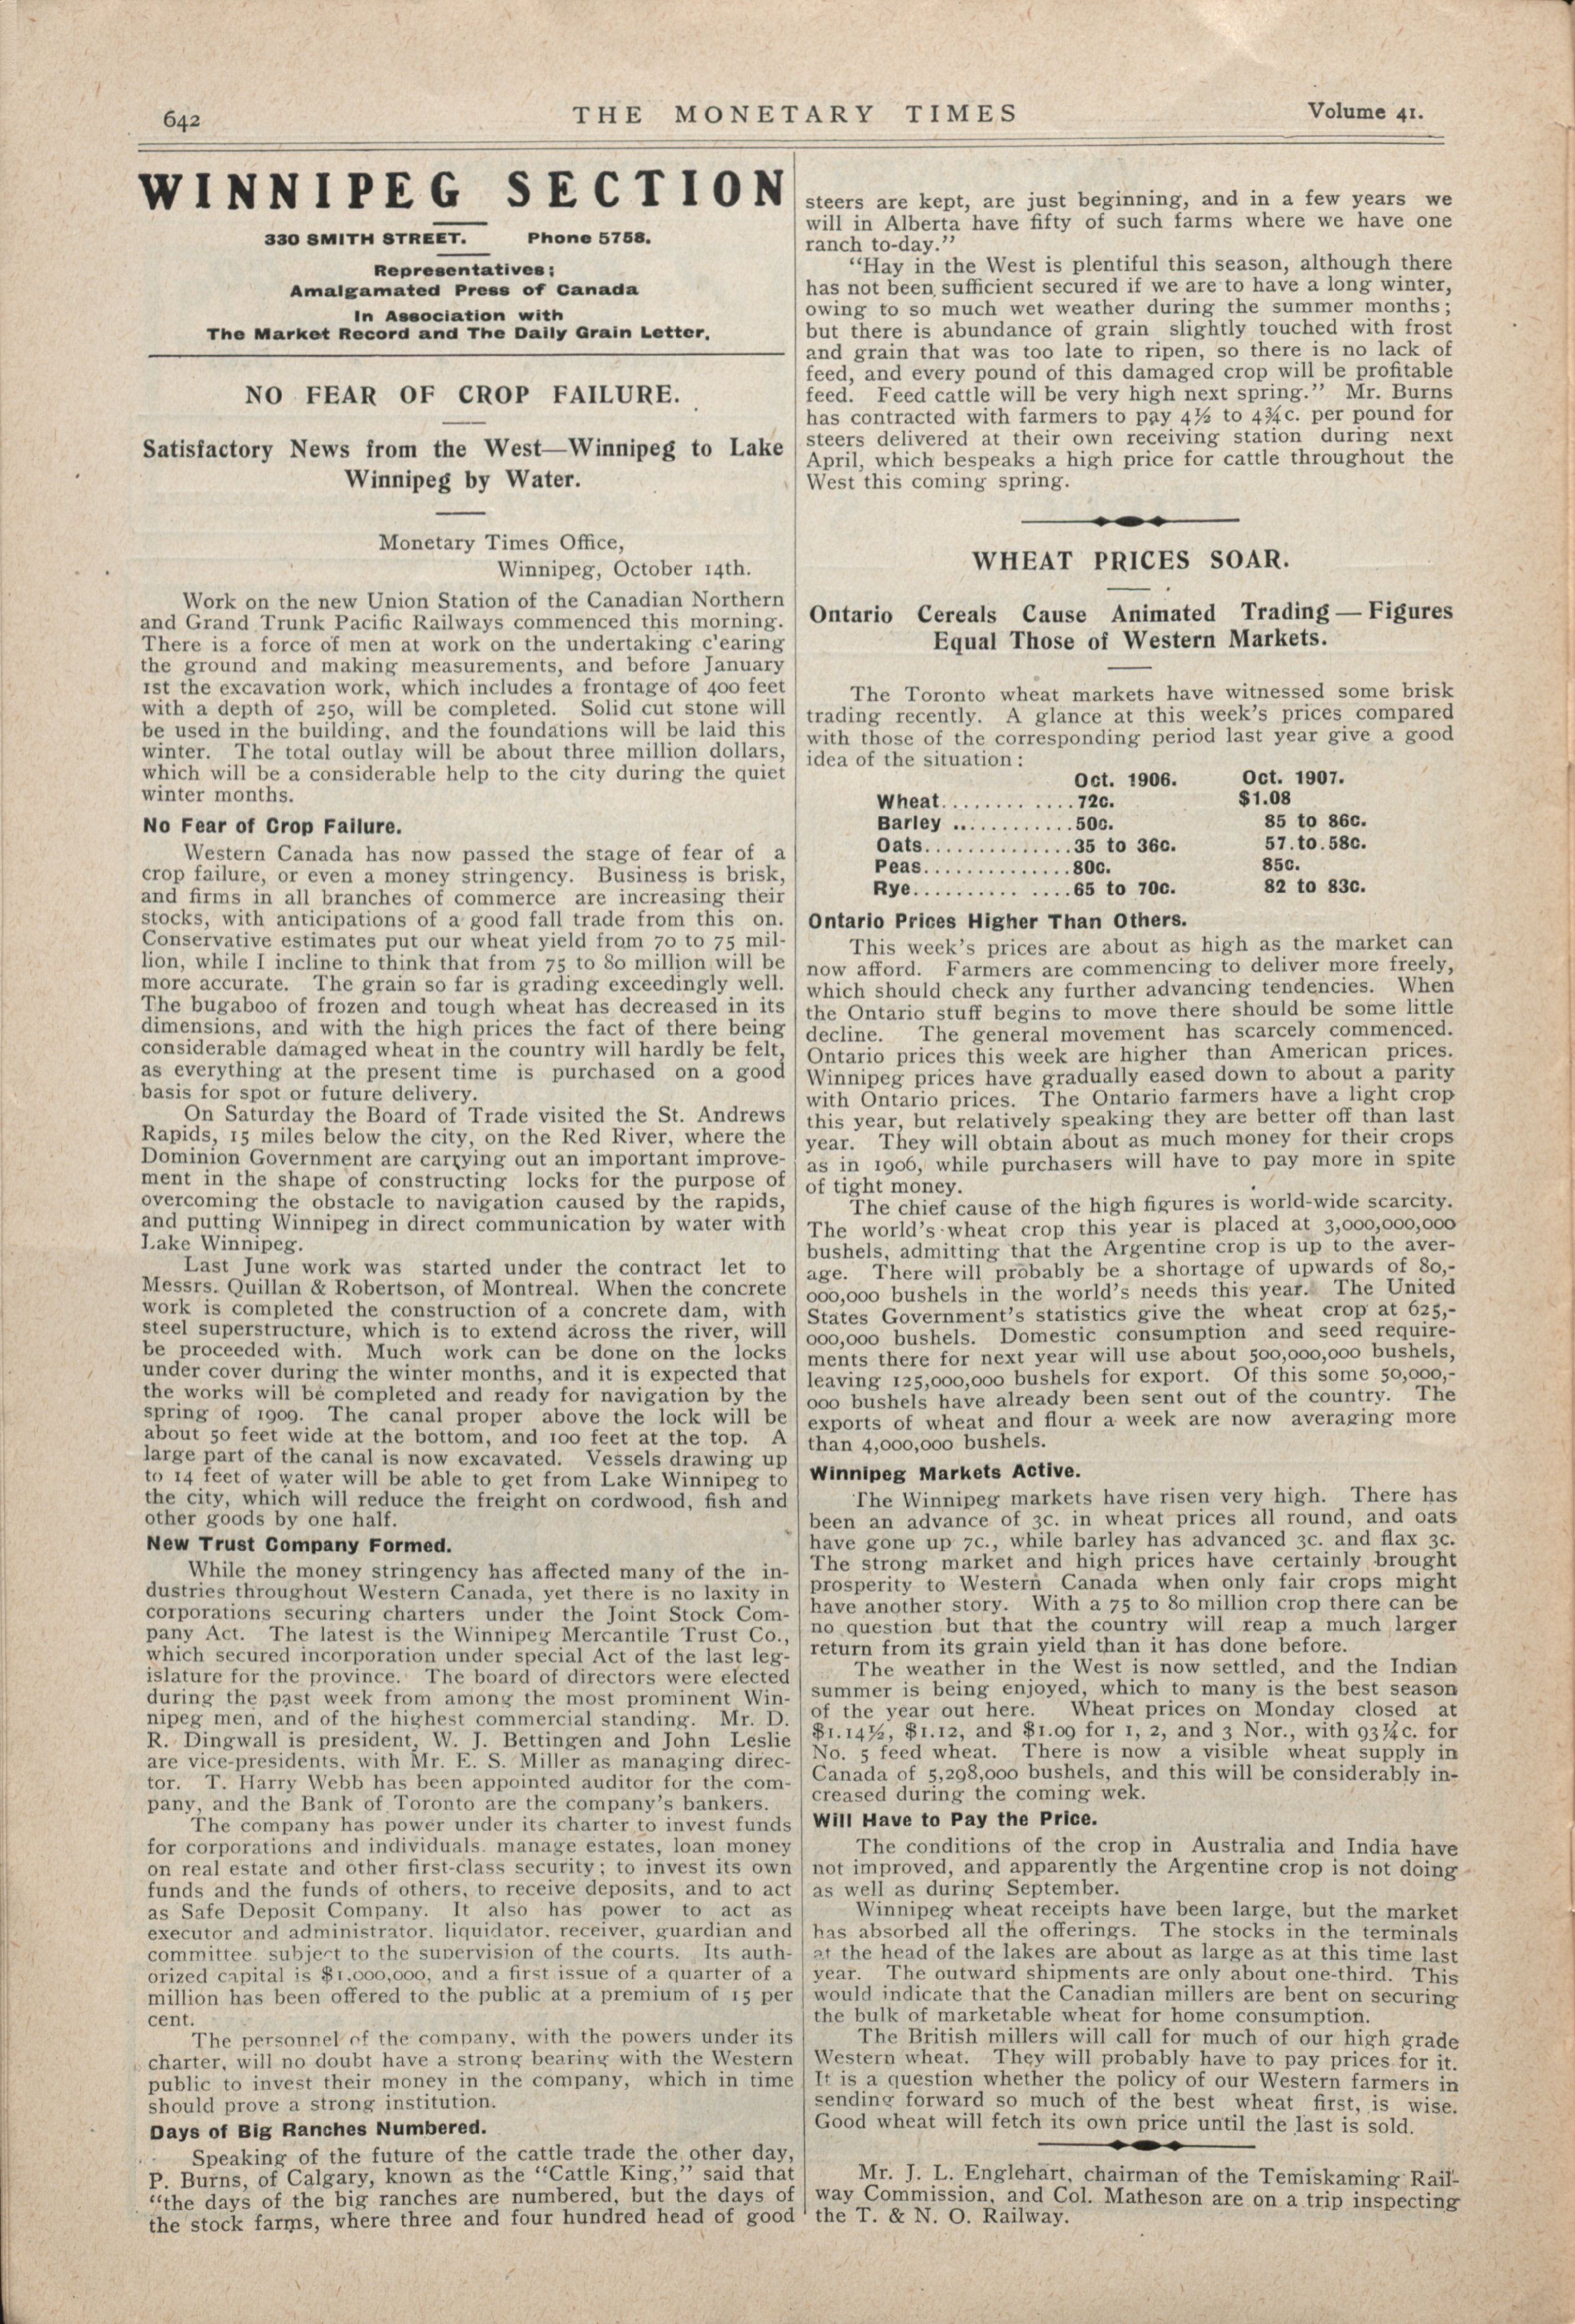 642
THE MONETARY TIMES
Volume 41.
WINNIPEG SECTION
330 SMITH STREET. Phone 5758.
Representatives:
Amalgamated Press of Canada
In Association with
The Market Record and The Daily Grain Letter.
NO FEAR OF CROP FAILURE.
Satisfactory News from the West—Winnipeg to Lake
Winnipeg by Water.
Monetary Times Office,
Winnipeg, October 14th.
Work on the new Union Station of the Canadian Northern
and Grand Trunk Pacific Railways commenced this morning.
There is a force of men at work on the undertaking c'earing
the ground and making measurements, and before January
1st the excavation work, which includes a frontage of 400 feet
with a depth of 250, will be completed. Solid cut stone will
be used in the building, and the foundations will be laid this
winter. The total outlay will be about three million dollars,
which will be a considerable help to the city during the quiet
winter months.
No Fear of Crop Failure.
Western Canada has now passed the stage of fear of a
crop failure, or even a money stringency. Business is brisk,
and firms in all branches of commerce are increasing their
stocks, with anticipations of a good fall trade from this on.
Conservative estimates put our wheat yield from 70 to 75 mil-
lion, while I incline to think that from 75 to 80 million will be
more accurate. The grain so far is grading exceedingly well.
The bugaboo of frozen and tough wheat has decreased in its
dimensions, and with the high prices the fact of there being
considerable damaged wheat in the country will hardly be felt,
as everything at the present time is purchased on a good
basis for spot or future delivery.
On Saturday the Board of Trade visited the St. Andrews
Rapids, 15 miles below the city, on the Red River, where the
Dominion Government are carrying out an important improve-
ment in the shape of constructing locks for the purpose of
overcoming the obstacle to navigation caused by the rapids,
and putting Winnipeg in direct communication by water with
Lake Winnipeg.
Last June work was started under the contract let to
Messrs. Quillan & Robertson, of Montreal. When the concrete
work is completed the construction of a concrete dam, with
steel superstructure, which is to extend across the river, will
be proceeded with. Much work can be done on the locks
under cover during the winter months, and it is expected that
the works will be completed and ready for navigation by the
spring of 1909. The canal proper above the lock will be
about 50 feet wide at the bottom, and 100 feet at the top. A
large part of the canal is now excavated. Vessels drawing up
to 14 feet of water will be able to get from Lake Winnipeg to
the city, which will reduce the freight on cordwood, fish and
other goods by one half.
New Trust Company Formed.
While the money stringency has affected many of the in-
dustries throughout Western Canada, yet there is no laxity in
corporations securing charters under the Joint Stock Com-
pany Act. The latest is the Winnipeg Mercantile Trust Co.,
which secured incorporation under special Act of the last leg-
islature for the province. The board of directors were elected
during the past week from among the most prominent Win-
nipeg men, and of the highest commercial standing. Mr. D.
R. Dingwall is president, W. J. Bettingen and John Leslie
are vice-presidents, with Mr. E. S. Miller as managing direc-
tor. T. Harry Webb has been appointed auditor for the com-
pany, and the Bank of Toronto are the company's bankers.
The company has power under its charter to invest funds
for corporations and individuals. manage estates, loan money
on real estate and other first-class security; to invest its own
funds and the funds of others, to receive deposits, and to act
as Safe Deposit Company. It also has power to act as
executor and administrator. liquidator. receiver, guardian and
committee. subject to the supervision of the courts. Its auth-
orized capital is $1,000,000, and a first issue of a quarter of a
million has been offered to the public at a premium of 15 per
cent.
The personnel of the company, with the powers under its
charter, will no doubt have a strong bearing with the Western
public to invest their money in the company, which in time
should prove a strong institution.
Days of Big Ranches Numbered.
Speaking of the future of the cattle trade the other day,
P. Burns, of Calgary, known as the "Cattle King," said that
"the days of the big ranches are numbered, but the days of
the stock farms, where three and four hundred head of good
steers are kept, are just beginning, and in a few years we
will in Alberta have fifty of such farms where we have one
ranch to-day."
"Hay in the West is plentiful this season, although there
has not been sufficient secured if we are to have a long winter,
owing to so much wet weather during the summer months;
but there is abundance of grain slightly touched with frost
and grain that was too late to ripen, so there is no lack of
feed, and every pound of this damaged crop will be profitable
feed. Feed cattle will be very high next spring." Mr. Burns
has contracted with farmers to pay 4½ to 4¾c. per pound for
steers delivered at their own receiving station during next
April, which bespeaks a high price for cattle throughout the
West this coming spring.
WHEAT PRICES SOAR.
Ontario Cereals Cause Animated Trading — Figures
Equal Those of Western Markets.
The Toronto wheat markets have witnessed some brisk
trading recently. A glance at this week's prices compared
with those of the corresponding period last year give a good
idea of the situation:
Oct. 1906. Oct. 1907.
Wheat............72c. $1.08
Barley ............50c. 85 to 86c.
Oats..............35 to 36c. 57.to.58c.
Peas..............80c. 85c.
Rye..............65 to 70c. 82 to 83c.
Ontario Prices Higher Than Others.
This week's prices are about as high as the market can
now afford. Farmers are commencing to deliver more freely,
which should check any further advancing tendencies. When
the Ontario stuff begins to move there should be some little
decline. The general movement has scarcely commenced.
Ontario prices this week are higher than American prices.
Winnipeg prices have gradually eased down to about a parity
with Ontario prices. The Ontario farmers have a light crop
this year, but relatively speaking they are better off than last
year. They will obtain about as much money for their crops
as in 1906, while purchasers will have to pay more in spite
of tight money.
The chief cause of the high figures is world-wide scarcity.
The world's wheat crop this year is placed at 3,000,000,000
bushels, admitting that the Argentine crop is up to the aver-
age. There will probably be a shortage of upwards of 80,-
000,000 bushels in the world's needs this year. The United
States Government's statistics give the wheat crop at 625,-
000,000 bushels. Domestic consumption and seed require-
ments there for next year will use about 500,000,000 bushels,
leaving 125,000,000 bushels for export. Of this some 50,000,-
000 bushels have already been sent out of the country. The
exports of wheat and flour a week are now averaging more
than 4,000,000 bushels.
Winnipeg Markets Active.
The Winnipeg markets have risen very high. There has
been an advance of 3c. in wheat prices all round, and oats
have gone up 7c., while barley has advanced 3c. and flax 3c.
The strong market and high prices have certainly brought
prosperity to Western Canada when only fair crops might
have another story. With a 75 to 80 million crop there can be
no question but that the country will reap a much larger
return from its grain yield than it has done before.
The weather in the West is now settled, and the Indian
summer is being enjoyed, which to many is the best season
of the year out here. Wheat prices on Monday closed at
$1.14½, $1.12, and $1.09 for 1, 2, and 3 Nor., with 93¼c. for
No. 5 feed wheat. There is now a visible wheat supply in
Canada of 5,298,000 bushels, and this will be considerably in-
creased during the coming wek.
Will Have to Pay the Price.
The conditions of the crop in Australia and India have
not improved, and apparently the Argentine crop is not doing
as well as during September.
Winnipeg wheat receipts have been large, but the market
has absorbed all the offerings. The stocks in the terminals
at the head of the lakes are about as large as at this time last
year. The outward shipments are only about one-third. This
would indicate that the Canadian millers are bent on securing
the bulk of marketable wheat for home consumption.
The British millers will call for much of our high grade
Western wheat. They will probably have to pay prices for it.
It is a question whether the policy of our Western farmers in
sending forward so much of the best wheat first, is wise.
Good wheat will fetch its own price until the last is sold.
Mr. J. L. Englehart, chairman of the Temiskaming Rail-
way Commission, and Col. Matheson are on a trip inspecting
the T. & N. O. Railway.